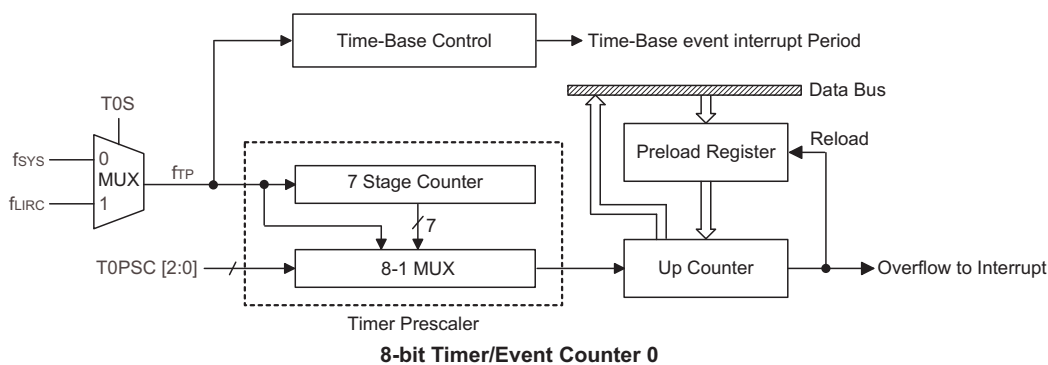 Time-Base Control
Time-Base event interrupt Period
Data Bus
T0S
Preload Register
Reload
fSYS
0
MUX
fTP
7 Stage Counter
fLIRC
1
7
T0PSC [2:0]
8-1 MUX
Up Counter
Overflow to Interrupt
Timer Prescaler
8-bit Timer/Event Counter 0